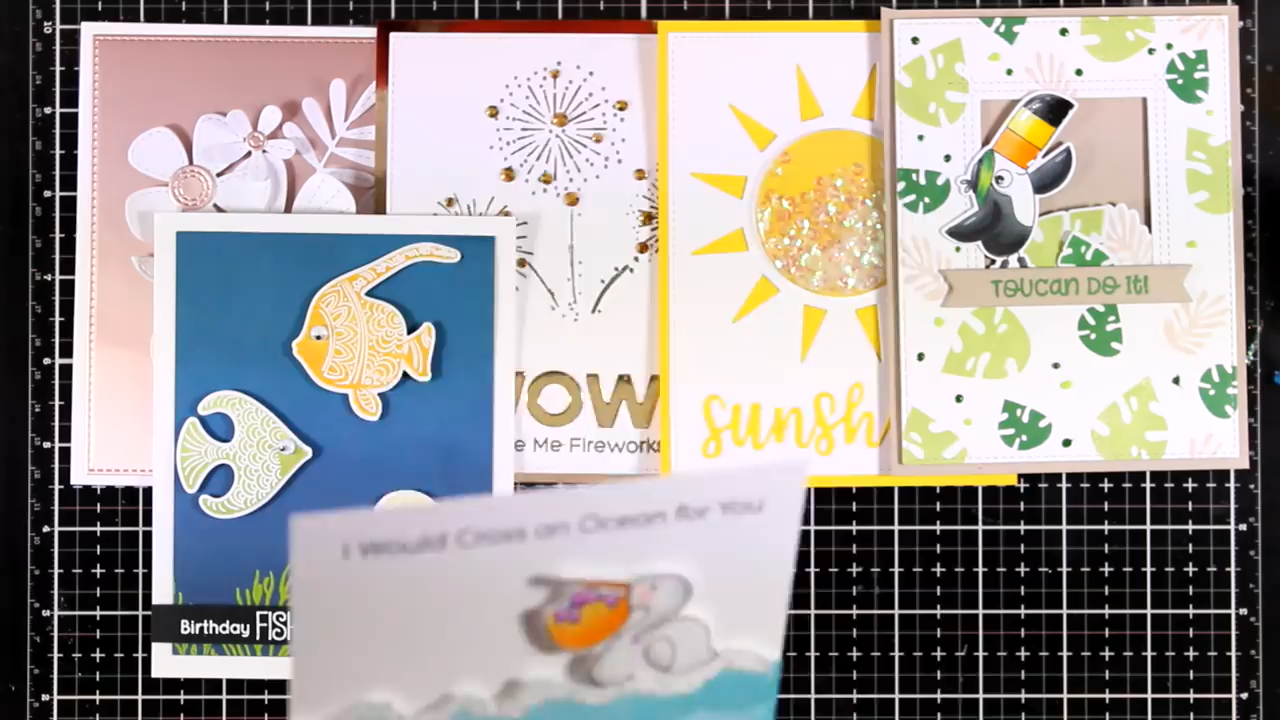 WOW
e Me Fireworks
sunsh
TOUCAN DO IT!
Birthday FISH
I Would Cross an Ocean for You